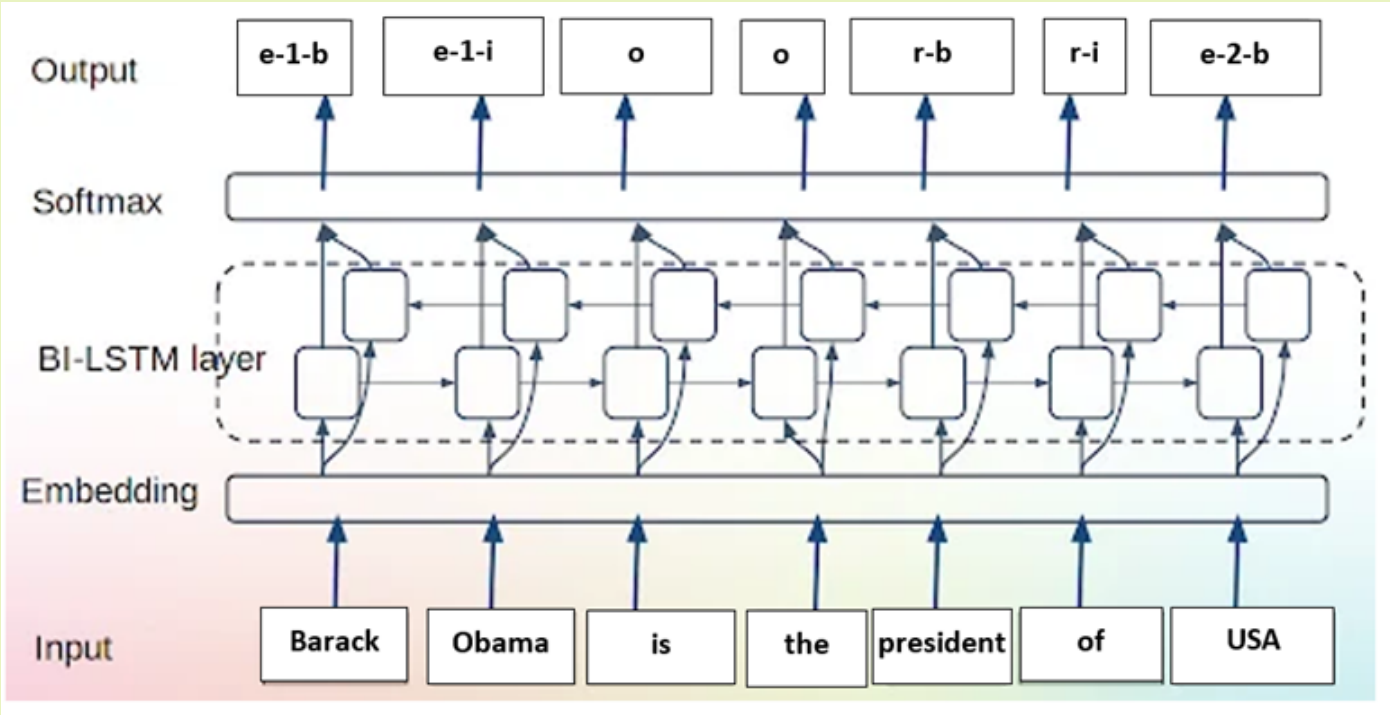 Output e-1-b e-1-i o o r-b r-i e-2-b
Softmax
BI-LSTM layer
Embedding
Input Barack Obama is the president of USA